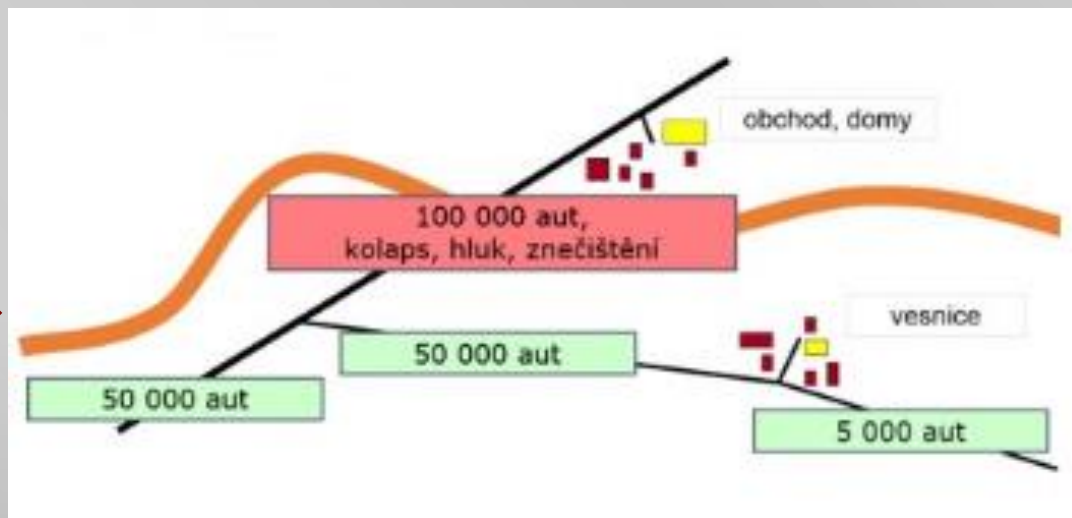 obchod, domy
100 000 aut,
kolaps, hluk, znečištění
vesnice
50 000 aut
50 000 aut
5 000 aut